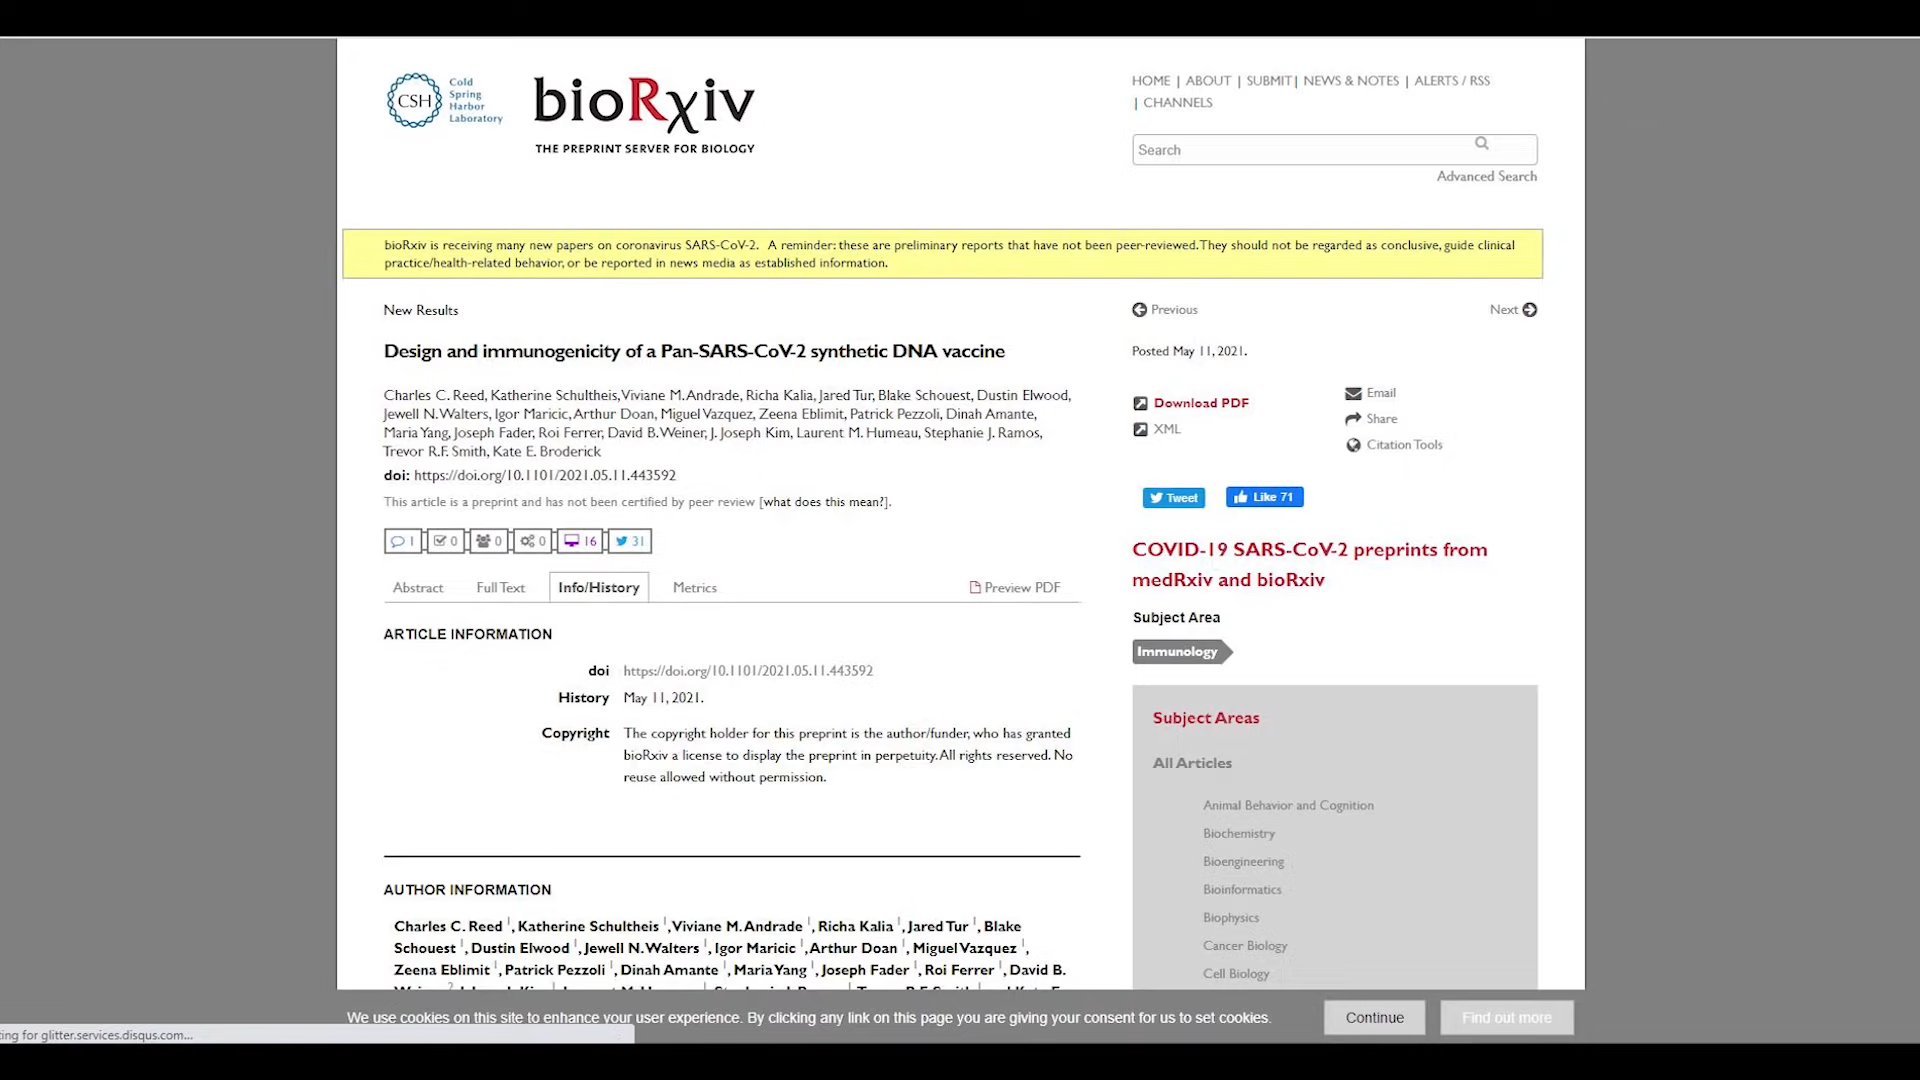 CSH Cold
Spring
Harbor
Laboratory
bioRxiv
THE PREPRINT SERVER FOR BIOLOGY
HOME | ABOUT | SUBMIT| NEWS & NOTES | ALERTS / RSS
| CHANNELS
Search
Advanced Search
bioRxiv is receiving many new papers on coronavirus SARS-CoV-2. A reminder: these are preliminary reports that have not been peer-reviewed. They should not be regarded as conclusive, guide clinical
practice/health-related behavior, or be reported in news media as established information.
New Results
Design and immunogenicity of a Pan-SARS-CoV-2 synthetic DNA vaccine
Charles C. Reed, Katherine Schultheis, Viviane M. Andrade, Richa Kalia, Jared Tur, Blake Schouest, Dustin Elwood,
Jewell N. Walters, Igor Maricic, Arthur Doan, Miguel Vazquez, Zeena Eblimit, Patrick Pezzoli, Dinah Amante,
Maria Yang, Joseph Fader, Roi Ferrer, David B. Weiner, J. Joseph Kim, Laurent M. Humeau, Stephanie J. Ramos,
Trevor R.F. Smith, Kate E. Broderick
doi: https://doi.org/10.1101/2021.05.11.443592
This article is a preprint and has not been certified by peer review [what does this mean?].
1 0 0 0 16 31
Abstract Full Text Info/History Metrics Preview PDF
ARTICLE INFORMATION
doi https://doi.org/10.1101/2021.05.11.443592
History May 11, 2021.
Copyright The copyright holder for this preprint is the author/funder, who has granted
bioRxiv a license to display the preprint in perpetuity. All rights reserved. No
reuse allowed without permission.
AUTHOR INFORMATION
Charles C. Reed 1, Katherine Schultheis 1, Viviane M. Andrade 1, Richa Kalia 1, Jared Tur 1, Blake
Schouest 1, Dustin Elwood 1, Jewell N. Walters 1, Igor Maricic 1, Arthur Doan 1, Miguel Vazquez 1,
Zeena Eblimit 1, Patrick Pezzoli 1, Dinah Amante 1, Maria Yang 1, Joseph Fader 1, Roi Ferrer 1, David B.
Previous Next
Posted May 11, 2021.
Download PDF
XML
Email
Share
Citation Tools
Tweet Like 71
COVID-19 SARS-CoV-2 preprints from
medRxiv and bioRxiv
Subject Area
Immunology
Subject Areas
All Articles
Animal Behavior and Cognition
Biochemistry
Bioengineering
Bioinformatics
Biophysics
Cancer Biology
Cell Biology
We use cookies on this site to enhance your user experience. By clicking any link on this page you are giving your consent for us to set cookies.
Continue Find out more
ting for glitter.services.disqus.com...